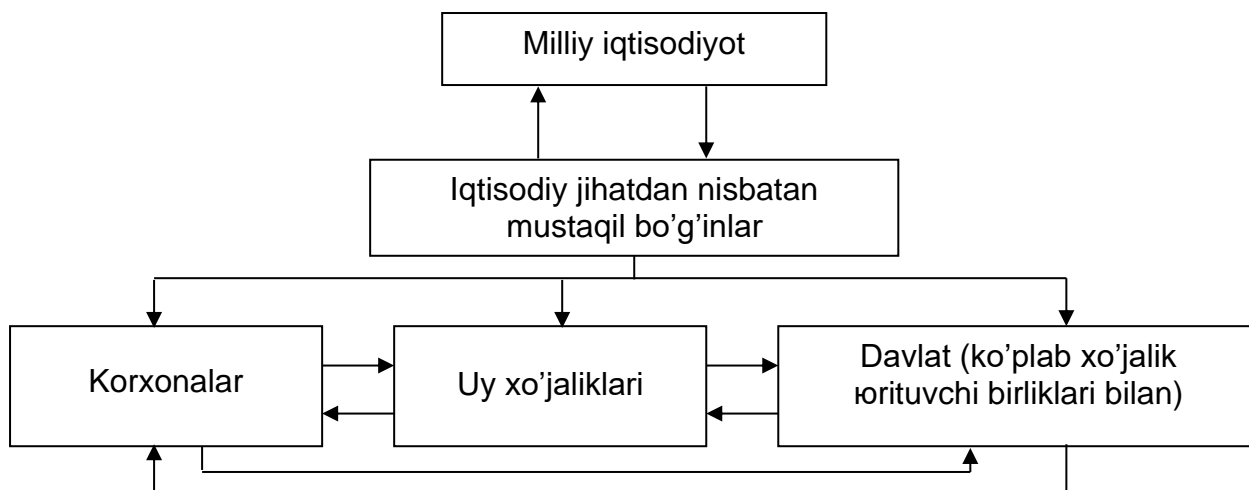 Milliy iqtisodiyot
Iqtisodiy jihatdan nisbatan
mustaqil bo’g’inlar
Korxonalar
Uy xo’jaliklari
Davlat (ko’plab xo’jalik
юrituvchi birliklari bilan)